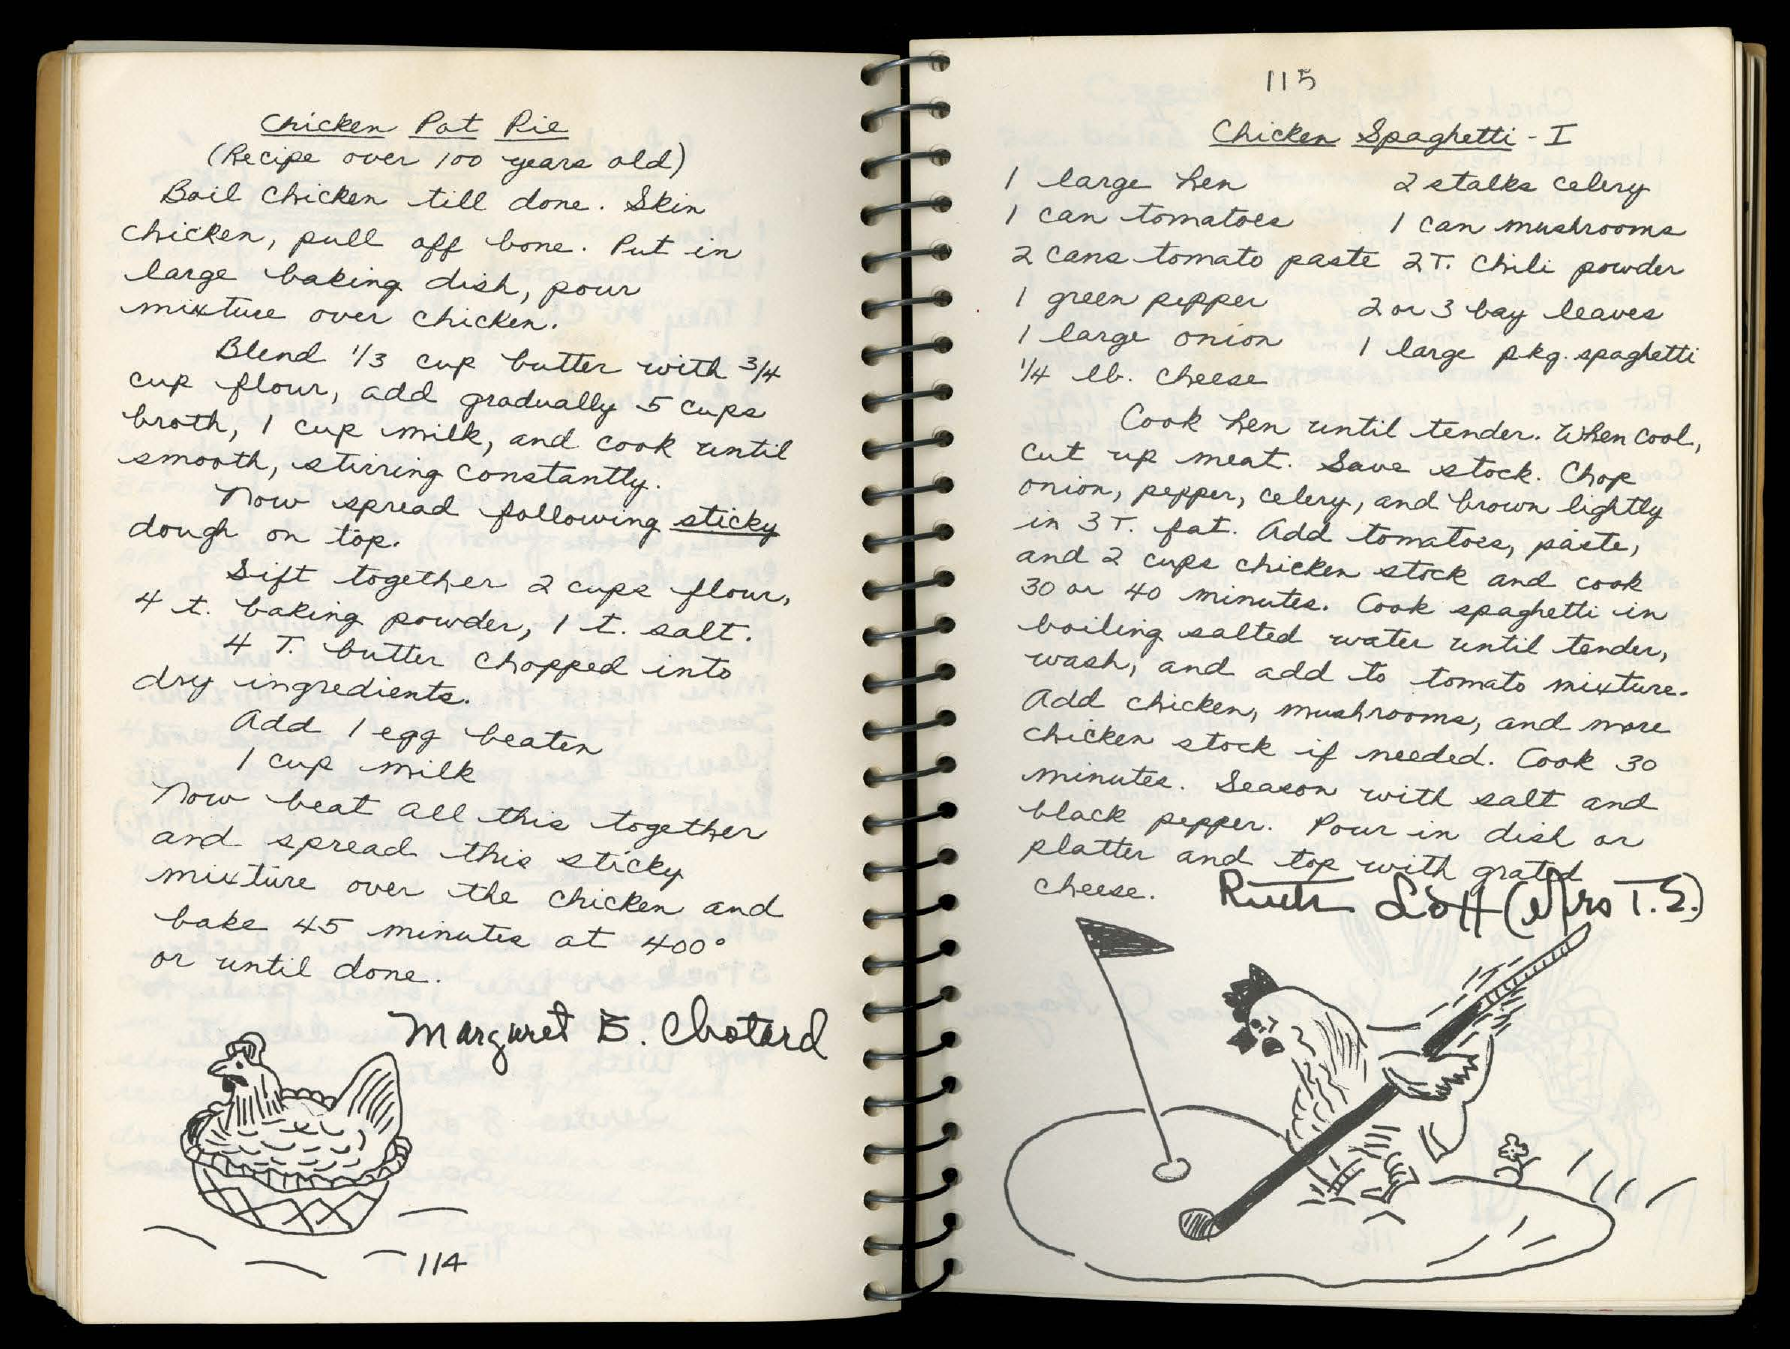 Chicken Pot Pie
(Recipe over 100 years old)
Boil chicken till done. Skin
chicken, pull off bone. Put in
large baking dish, pour
mixture over chicken.
Blend 1/3 cup butter with 3/4
cup flour, add gradually 5 cups
broth, 1 cup milk, and cook until
smooth, stirring constantly.
Now spread following sticky
dough on top.
Sift together 2 cups flour,
4 t. baking powder, 1 t. salt.
4 T. butter chopped into
dry ingredients.
Add 1 egg beaten
1 cup milk
Now beat all this together
and spread this sticky
mixture over the chicken and
bake 45 minutes at 400°
or until done.
Margaret B. Chotard
114
115
Chicken Spaghetti - I
1 large hen 2 stalks celery
1 can tomatoes 1 can mushrooms
2 cans tomato paste 2 T. chili powder
1 green pepper 2 or 3 bay leaves
1 large onion 1 large pkg. spaghetti
1/4 lb. cheese
Cook hen until tender. When cool,
cut up meat. Save stock. Chop
onion, pepper, celery, and brown lightly
in 3 T. fat. Add tomatoes, paste,
and 2 cups chicken stock and cook
30 or 40 minutes. Cook spaghetti in
boiling salted water until tender,
wash, and add to tomato mixture.
Add chicken, mushrooms, and more
chicken stock if needed. Cook 30
minutes. Season with salt and
black pepper. Pour in dish or
platter and top with grated
cheese.
Ruth Lott (Mrs T.E.)